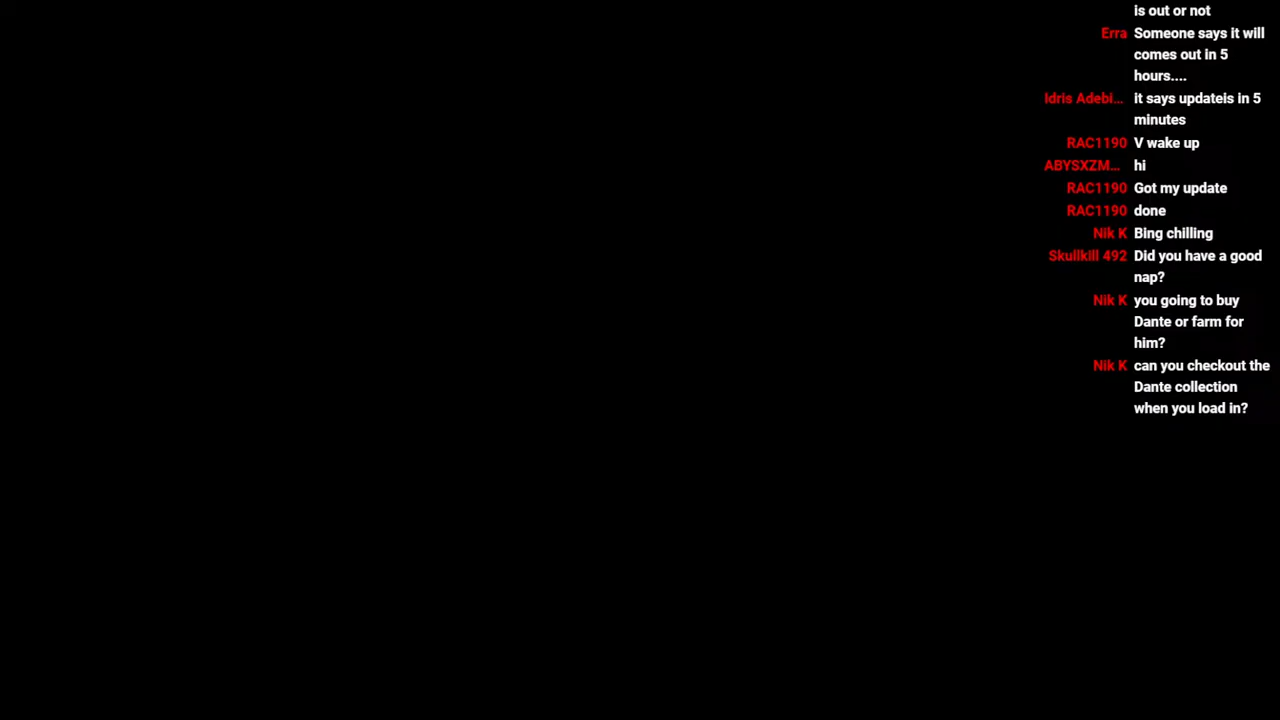 is out or not
Erra Someone says it will
comes out in 5
hours....
Idris Adebi... it says updateis in 5
minutes
RAC1190 V wake up
ABYSXZM... hi
RAC1190 Got my update
RAC1190 done
Nik K Bing chilling
Skullkill 492 Did you have a good
nap?
Nik K you going to buy
Dante or farm for
him?
Nik K can you checkout the
Dante collection
when you load in?